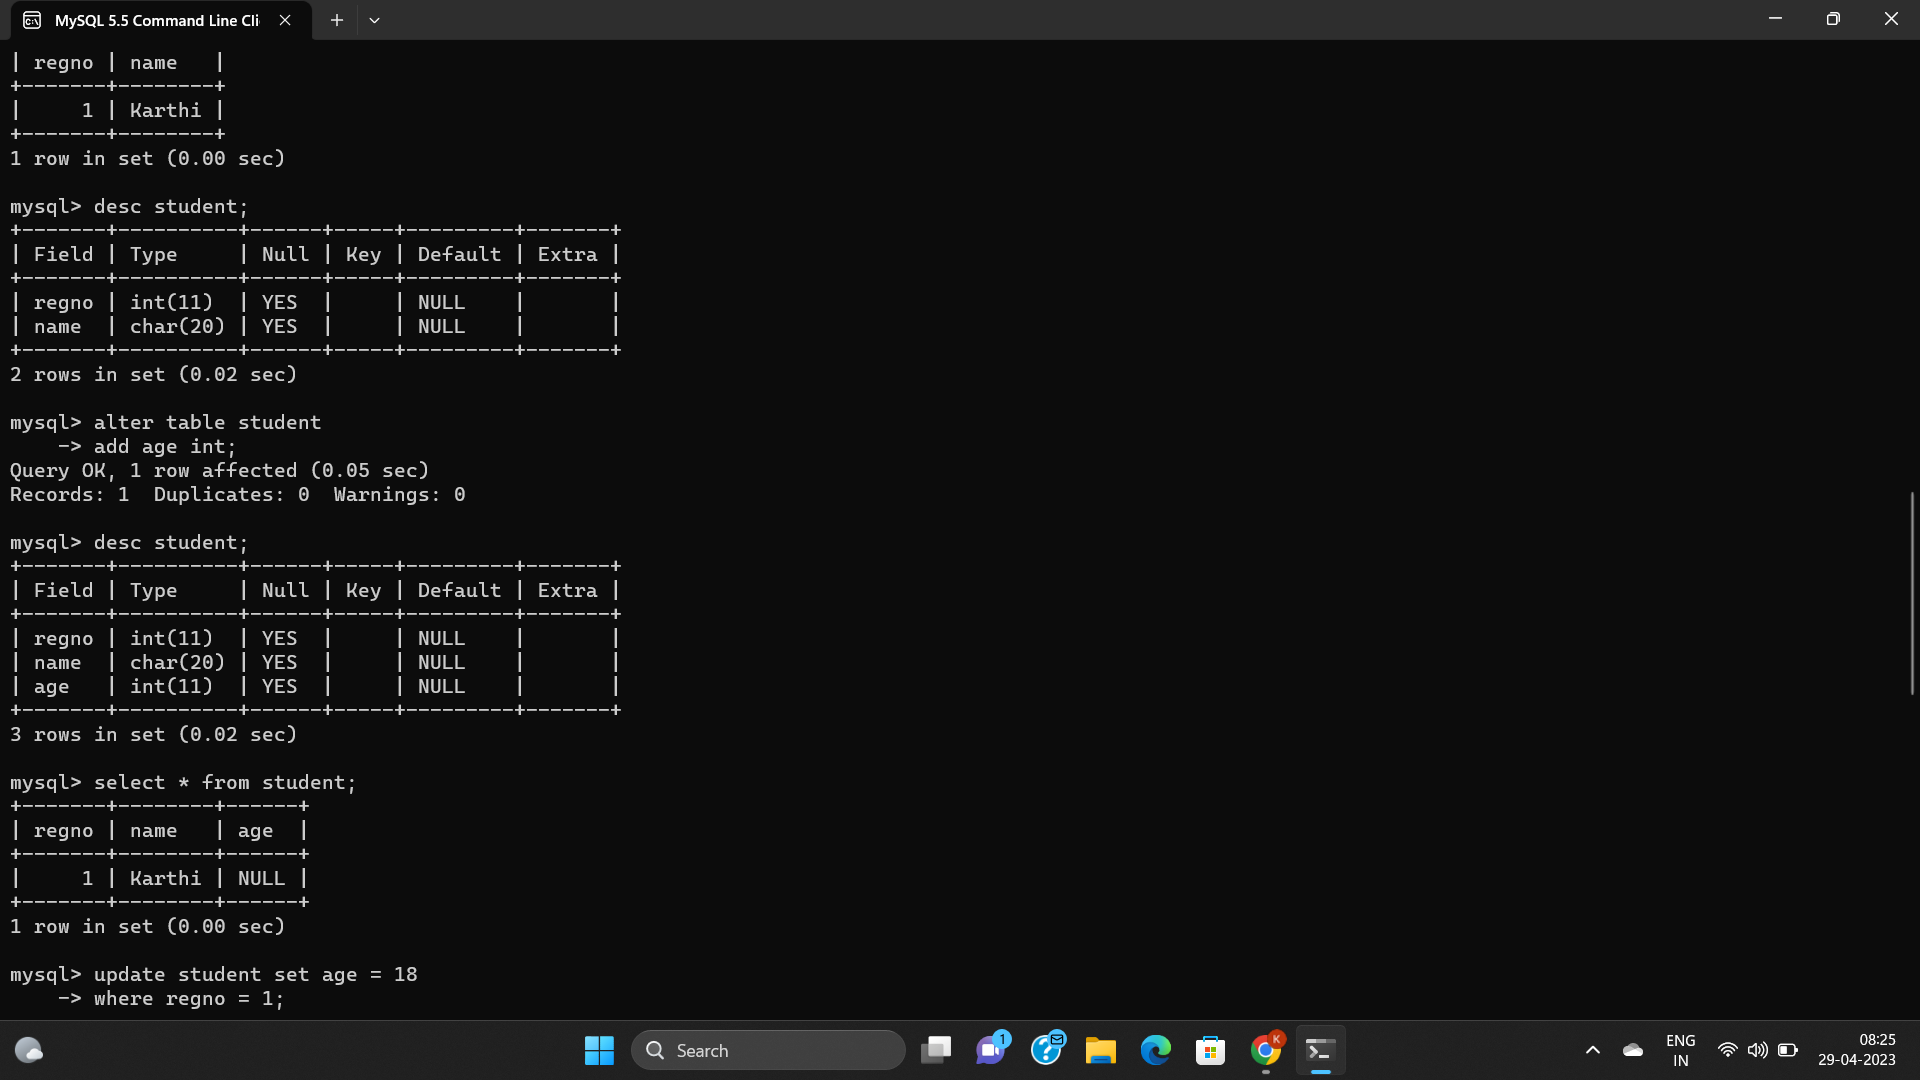 MySQL 5.5 Command Line Cli
| regno | name   |
+-------+--------+
|     1 | Karthi |
+-------+--------+
1 row in set (0.00 sec)
mysql> desc student;
+-------+----------+------+-----+---------+-------+
| Field | Type     | Null | Key | Default | Extra |
+-------+----------+------+-----+---------+-------+
| regno | int(11)  | YES  |     | NULL    |       |
| name  | char(20) | YES  |     | NULL    |       |
+-------+----------+------+-----+---------+-------+
2 rows in set (0.02 sec)
mysql> alter table student
    -> add age int;
Query OK, 1 row affected (0.05 sec)
Records: 1  Duplicates: 0  Warnings: 0
mysql> desc student;
+-------+----------+------+-----+---------+-------+
| Field | Type     | Null | Key | Default | Extra |
+-------+----------+------+-----+---------+-------+
| regno | int(11)  | YES  |     | NULL    |       |
| name  | char(20) | YES  |     | NULL    |       |
| age   | int(11)  | YES  |     | NULL    |       |
+-------+----------+------+-----+---------+-------+
3 rows in set (0.02 sec)
mysql> select * from student;
+-------+--------+------+
| regno | name   | age  |
+-------+--------+------+
|     1 | Karthi | NULL |
+-------+--------+------+
1 row in set (0.00 sec)
mysql> update student set age = 18
    -> where regno = 1;
Search
1
K
ENG
IN
08:25
29-04-2023